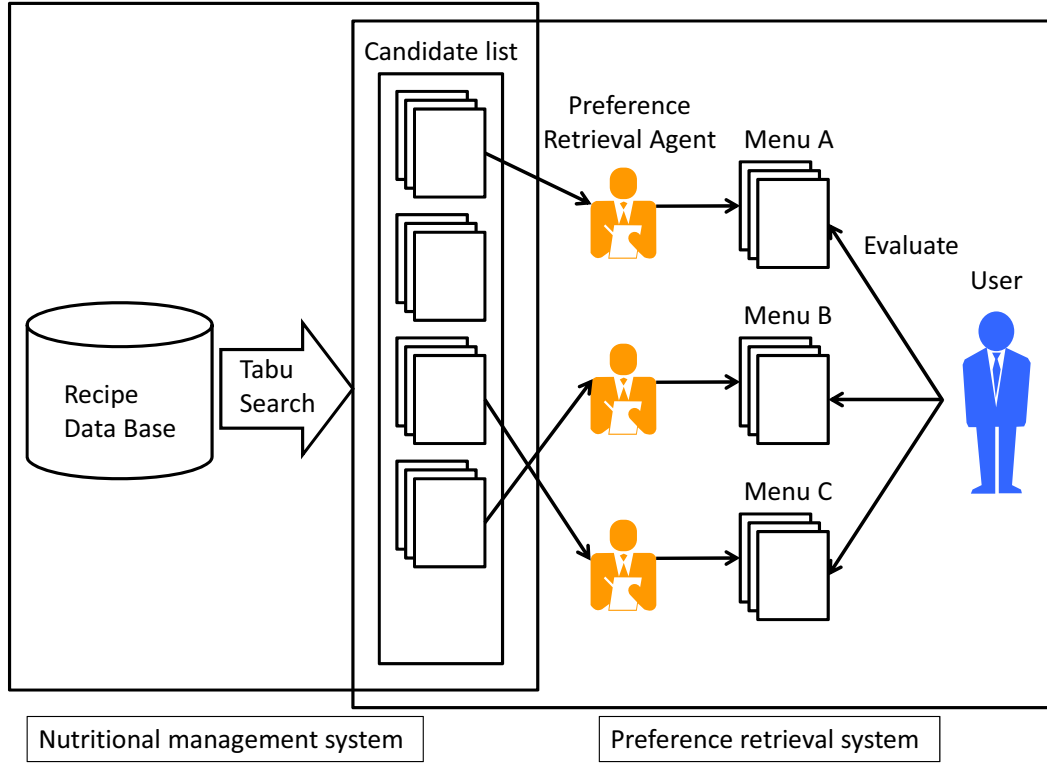 Candidate list
Preference
Retrieval Agent
Menu A
Evaluate
User
Menu B
Tabu
Search
Recipe
Data Base
Menu C
Nutritional management system
Preference retrieval system